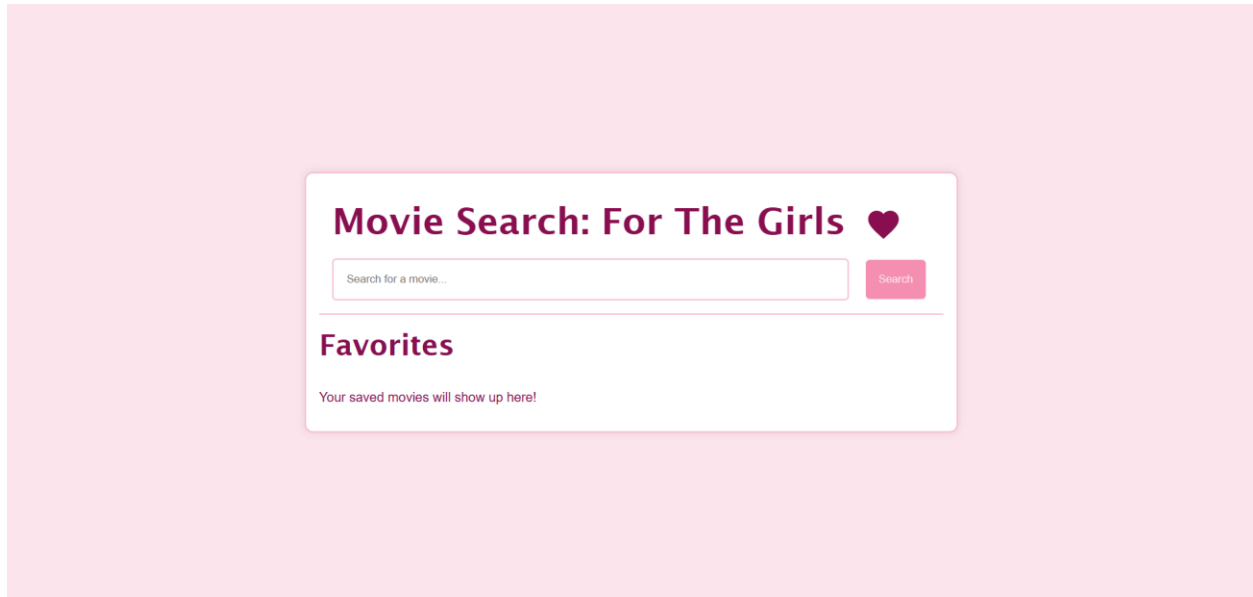 Movie Search: For The Girls
Search for a movie...
Search
Favorites
Your saved movies will show up here!